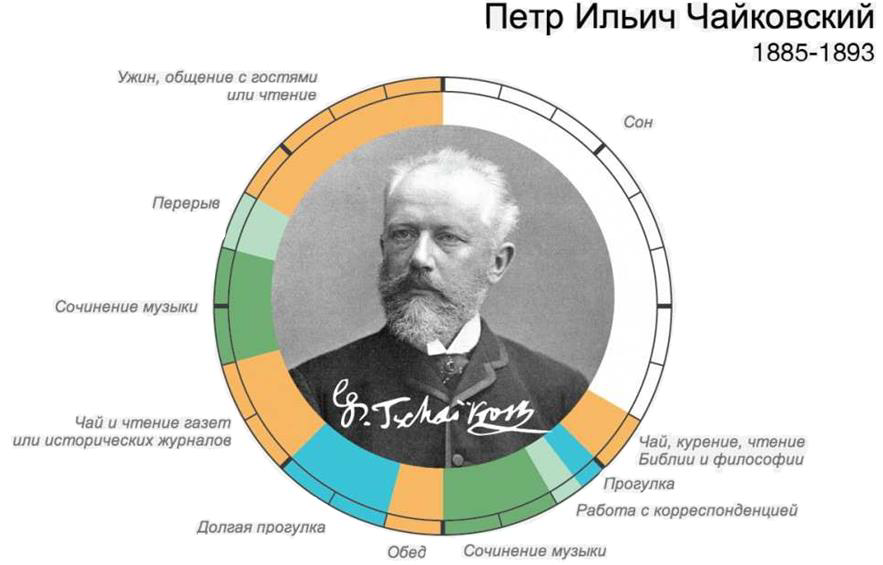 Петр Ильич Чайковский
1885-1893
Ужин, общение с гостями
или чтение
Сон
Перерыв
Сочинение музыки
Чай и чтение газет
или исторических журналов
Чай, курение, чтение
Библии и философии
Прогулка
Работа с корреспонденцией
Долгая прогулка
Обед
Сочинение музыки
P. Tschaïkovsky